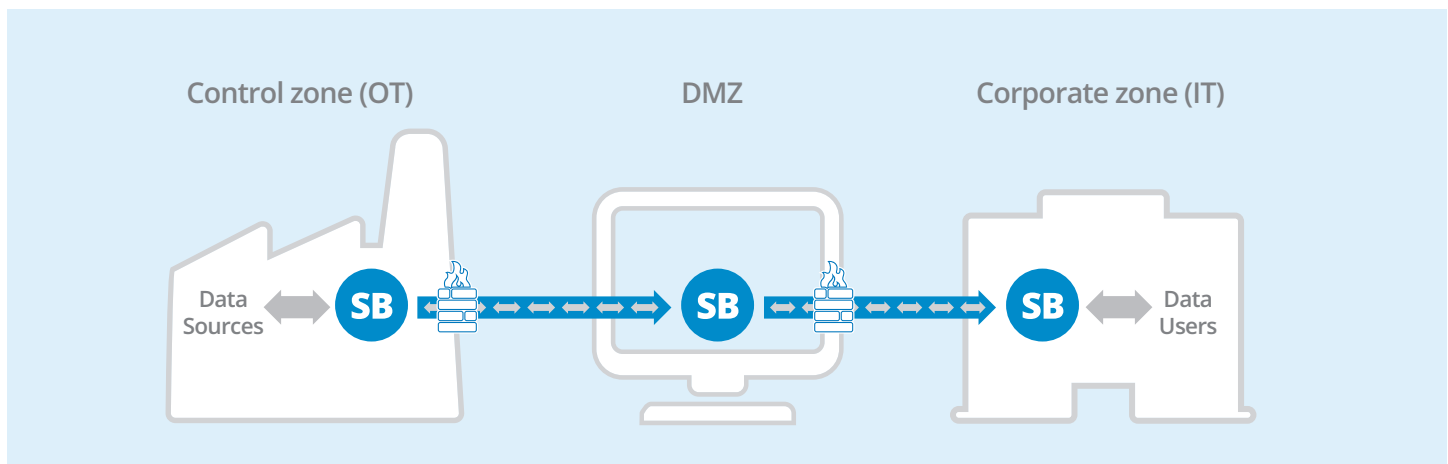 Control zone (OT)
DMZ
Corporate zone (IT)
Data
Sources
SB
SB
SB
Data
Users